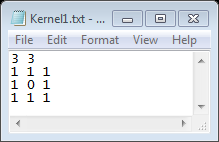 Kernel1.txt - ...
File Edit Format View Help
3 3
1 1 1
1 0 1
1 1 1